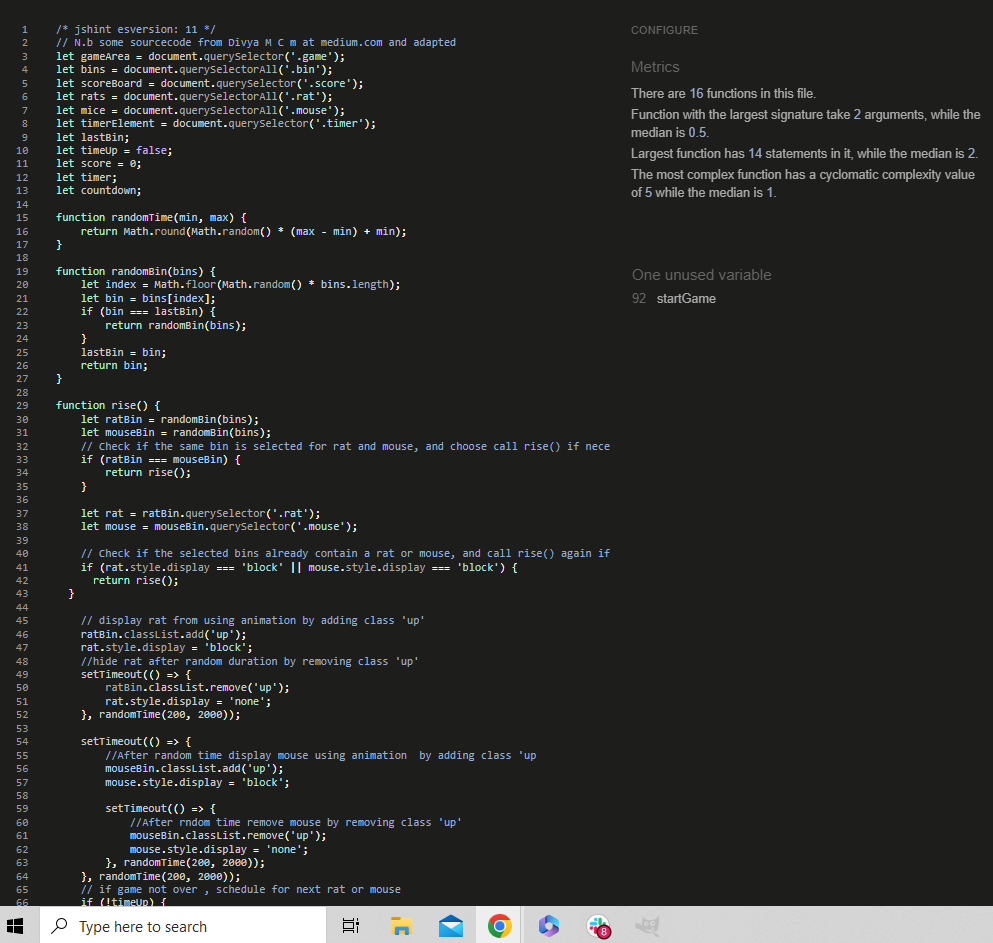 1 /* jshint esversion: 11 */
2 // N.b some sourcecode from Divya M C m at medium.com and adapted
3 let gameArea = document.querySelector('.game');
4 let bins = document.querySelectorAll('.bin');
5 let scoreBoard = document.querySelector('.score');
6 let rats = document.querySelectorAll('.rat');
7 let mice = document.querySelectorAll('.mouse');
8 let timerElement = document.querySelector('.timer');
9 let lastBin;
10 let timeUp = false;
11 let score = 0;
12 let timer;
13 let countdown;
14
15 function randomTime(min, max) {
16 return Math.round(Math.random() * (max - min) + min);
17 }
18
19 function randomBin(bins) {
20 let index = Math.floor(Math.random() * bins.length);
21 let bin = bins[index];
22 if (bin === lastBin) {
23 return randomBin(bins);
24 }
25 lastBin = bin;
26 return bin;
27 }
28
29 function rise() {
30 let ratBin = randomBin(bins);
31 let mouseBin = randomBin(bins);
32 // Check if the same bin is selected for rat and mouse, and choose call rise() if nece
33 if (ratBin === mouseBin) {
34 return rise();
35 }
36
37 let rat = ratBin.querySelector('.rat');
38 let mouse = mouseBin.querySelector('.mouse');
39
40 // Check if the selected bins already contain a rat or mouse, and call rise() again if
41 if (rat.style.display === 'block' || mouse.style.display === 'block') {
42 return rise();
43 }
44
45 // display rat from using animation by adding class 'up'
46 ratBin.classList.add('up');
47 rat.style.display = 'block';
48 //hide rat after random duration by removing class 'up'
49 setTimeout(() => {
50 ratBin.classList.remove('up');
51 rat.style.display = 'none';
52 }, randomTime(200, 2000));
53
54 setTimeout(() => {
55 //After random time display mouse using animation  by adding class 'up
56 mouseBin.classList.add('up');
57 mouse.style.display = 'block';
58
59 setTimeout(() => {
60 //After rndom time remove mouse by removing class 'up'
61 mouseBin.classList.remove('up');
62 mouse.style.display = 'none';
63 }, randomTime(200, 2000));
64 }, randomTime(200, 2000));
65 // if game not over , schedule for next rat or mouse
66 if (!timeUp) {
CONFIGURE
Metrics
There are 16 functions in this file.
Function with the largest signature take 2 arguments, while the
median is 0.5.
Largest function has 14 statements in it, while the median is 2.
The most complex function has a cyclomatic complexity value
of 5 while the median is 1.
One unused variable
92 startGame
Type here to search
8